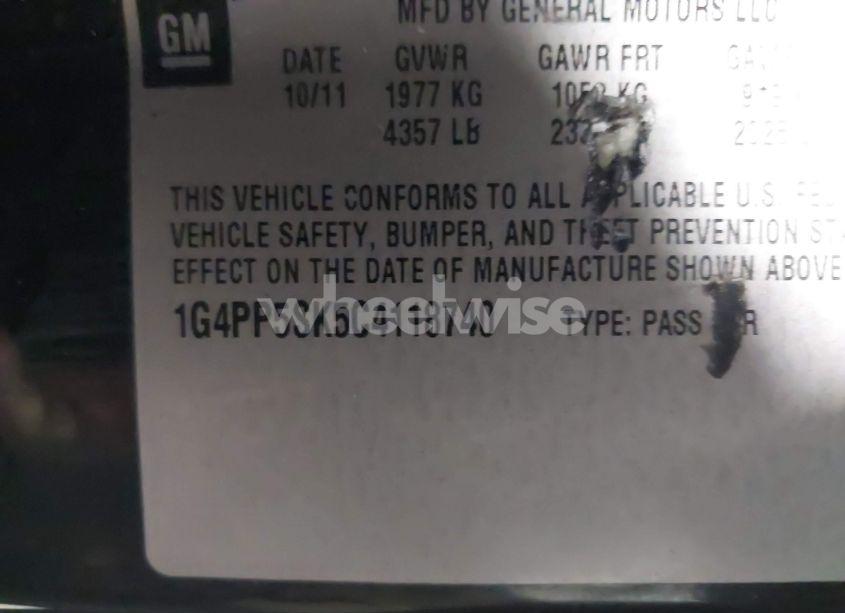 MFD BY GENERAL MOTORS LLC
GM
DATE GVWR GAWR FRT
10/11 1977 KG KG
4357 LB
THIS VEHICLE CONFORMS TO ALL APPLICABLE U.S.
VEHICLE SAFETY, BUMPER, AND THEFT PREVENTION
EFFECT ON THE DATE OF MANUFACTURE SHOWN ABOVE
wheelwise
TYPE: PASS